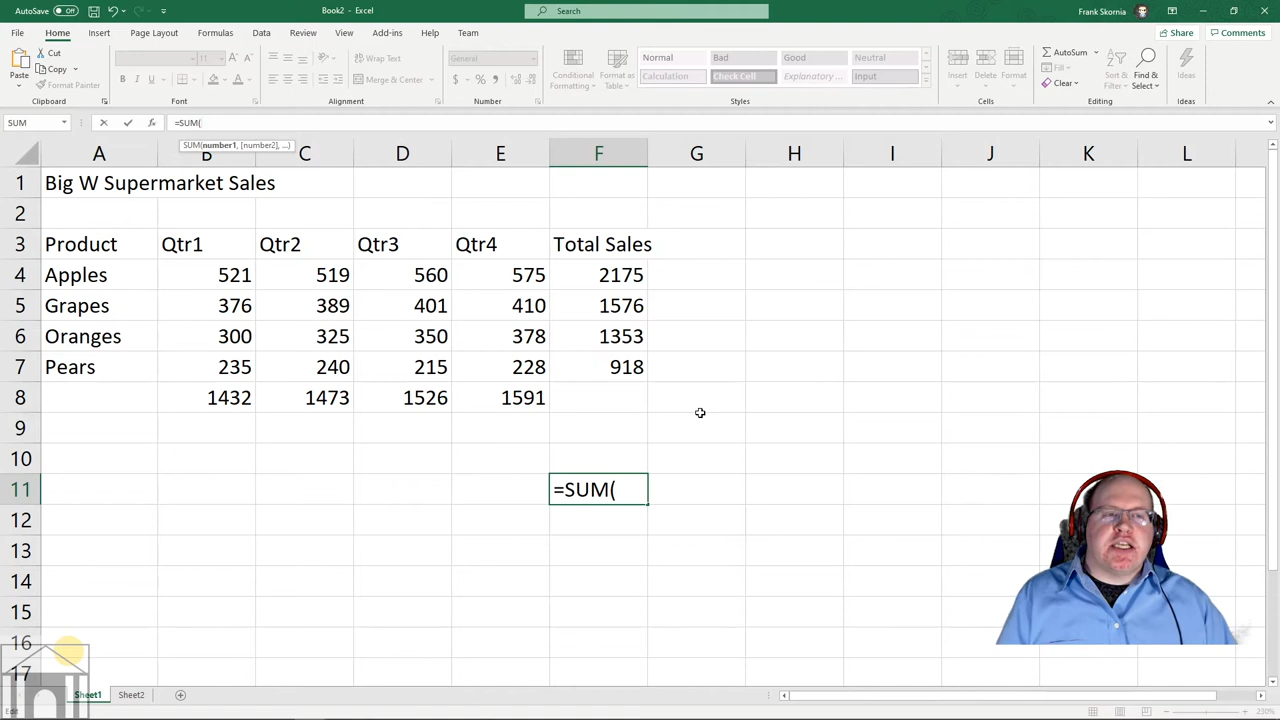 AutoSave Off Book2 - Excel Search Frank Skornia
File Home Insert Page Layout Formulas Data Review View Add-ins Help Team Share Comments
Paste Cut Copy Format Painter
Clipboard
11
B I U
Font
Wrap Text
Merge & Center
Alignment
General
$ % 
Number
Conditional Formatting Format as Table
Normal Bad Good Neutral
Calculation Check Cell Explanatory ... Input
Styles
Insert Delete Format
Cells
AutoSum
Fill
Clear
Sort & Filter Find & Select
Editing
Ideas
Ideas
SUM fx =SUM(
SUM(number1, [number2], ...)
A B C D E F G H I J K L
1 Big W Supermarket Sales
2
3 Product Qtr1 Qtr2 Qtr3 Qtr4 Total Sales
4 Apples 521 519 560 575 2175
5 Grapes 376 389 401 410 1576
6 Oranges 300 325 350 378 1353
7 Pears 235 240 215 228 918
8 1432 1473 1526 1591
9
10
11 =SUM(
12
13
14
15
16
17
Sheet1 Sheet2
Edit 230%